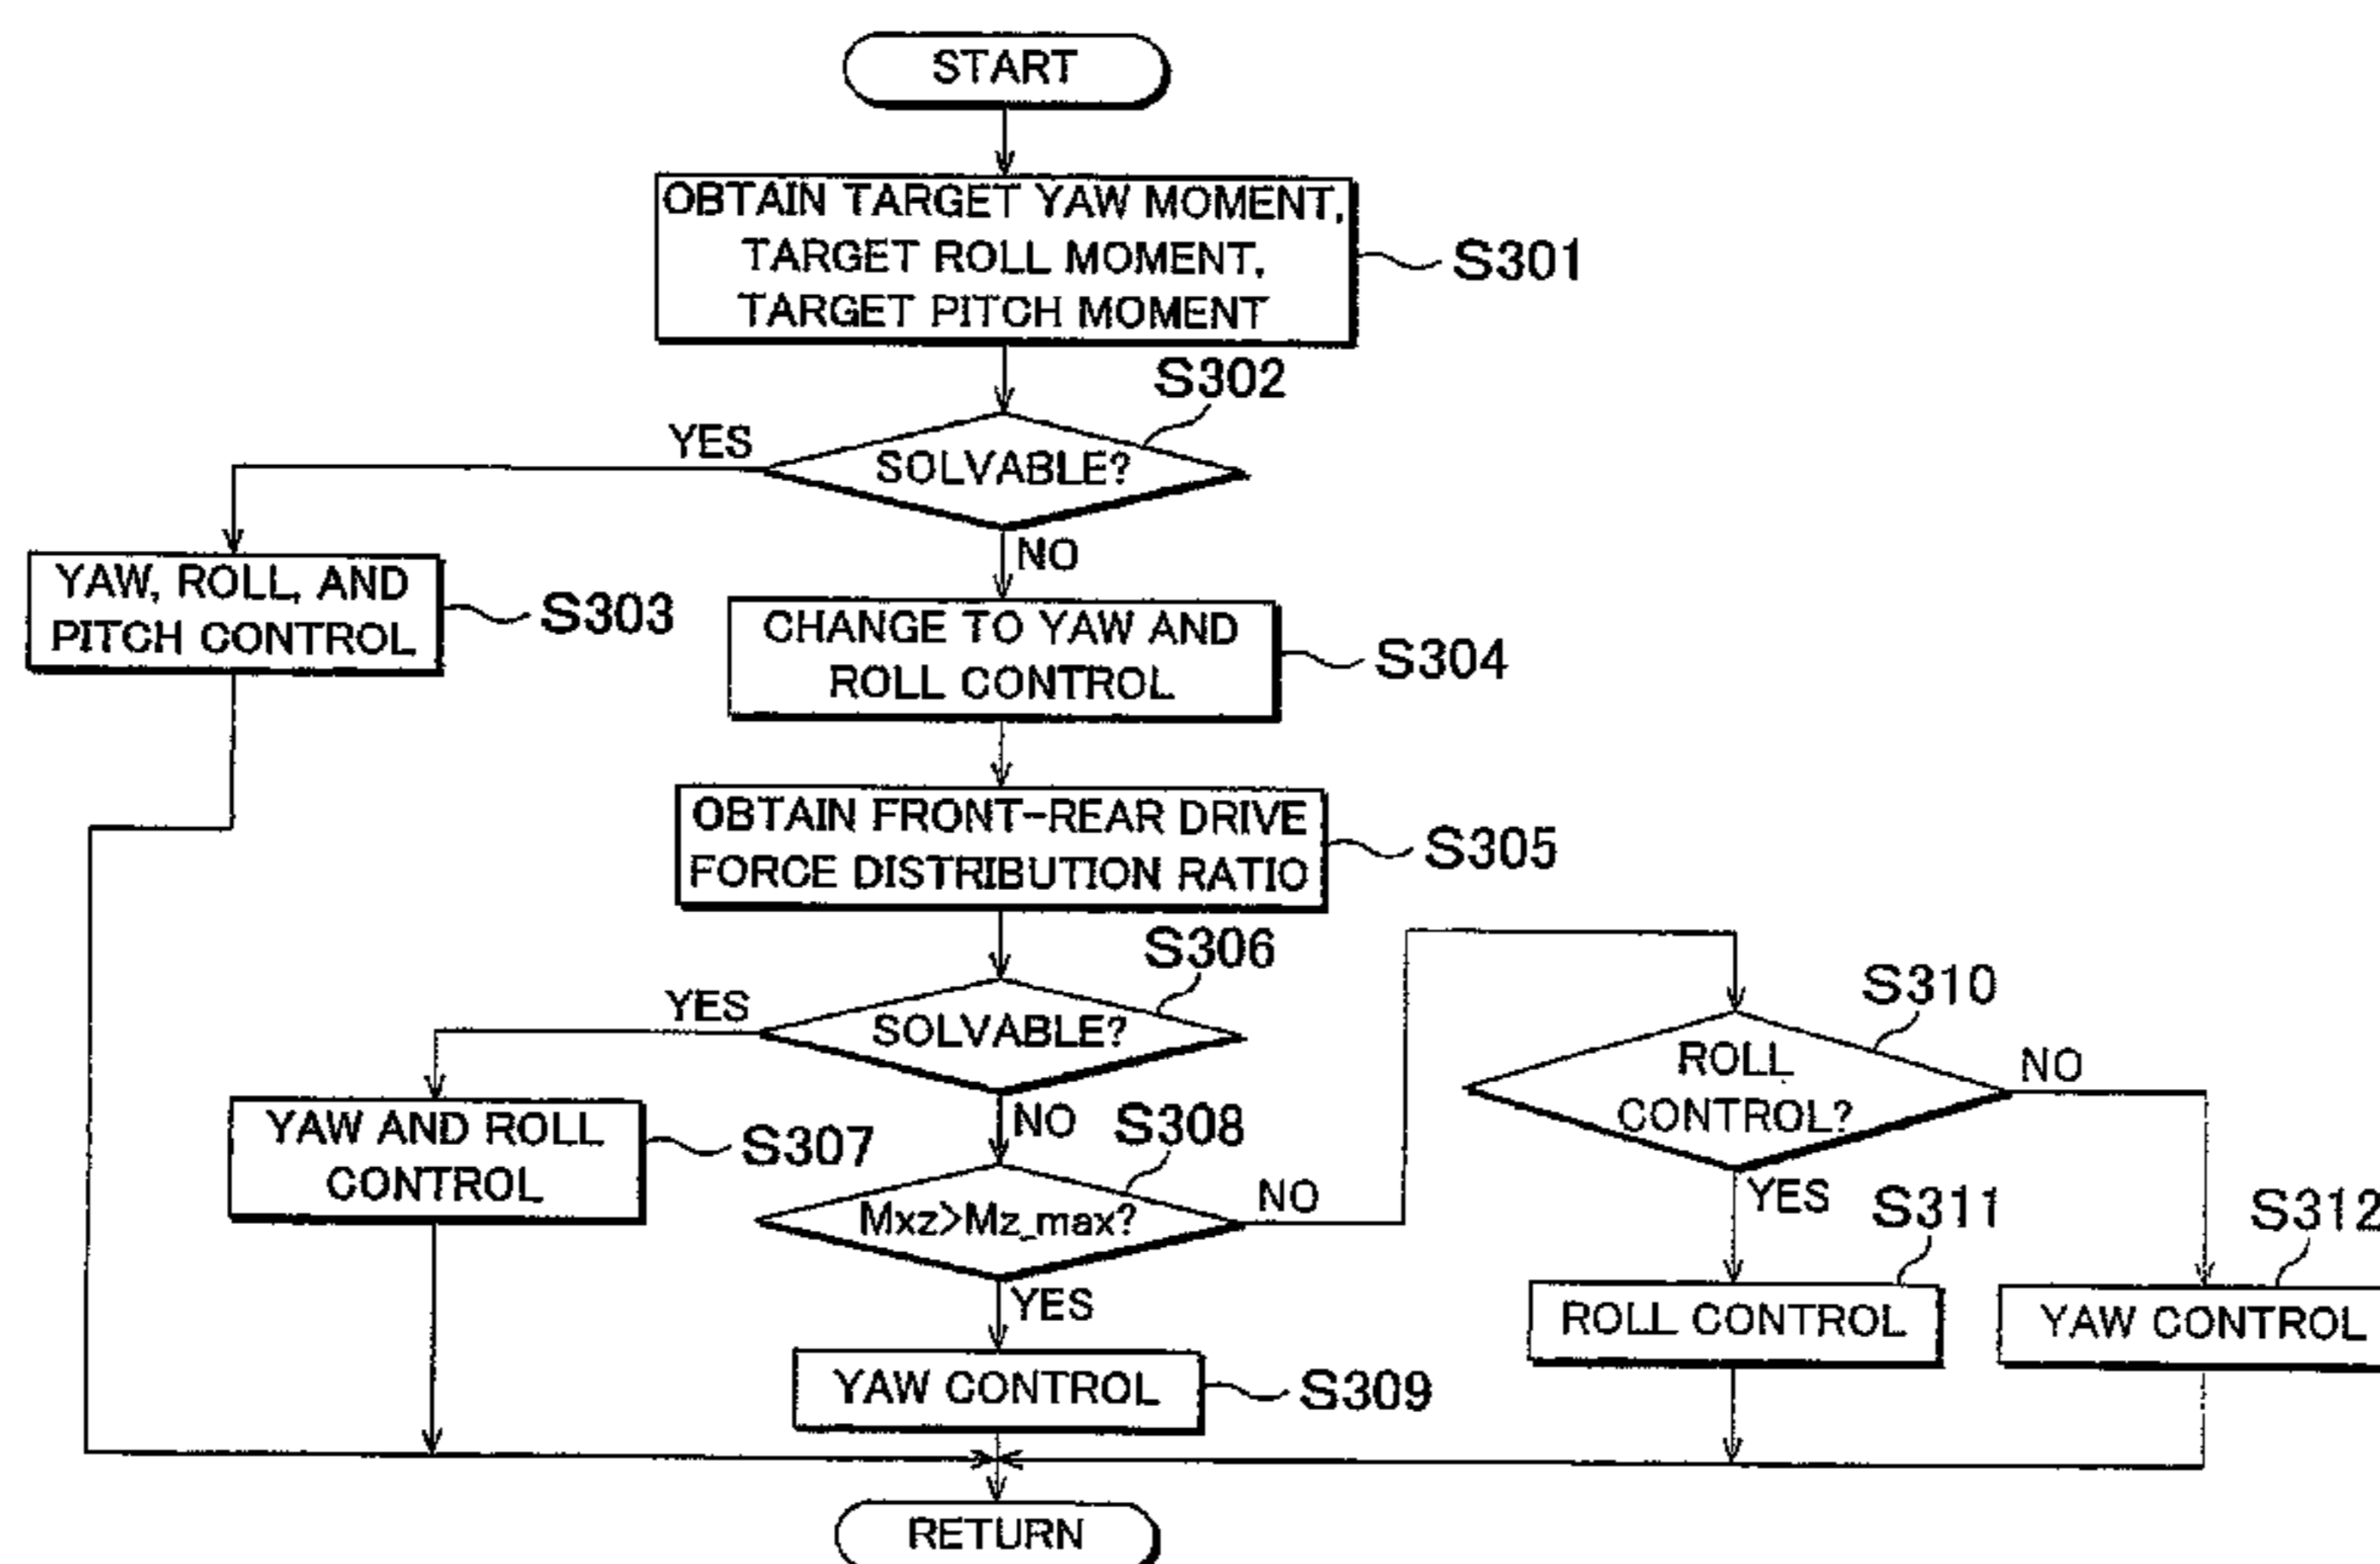 START
OBTAIN TARGET YAW MOMENT,
TARGET ROLL MOMENT,
TARGET PITCH MOMENT
S301
S302
YES
SOLVABLE?
NO
YAW, ROLL, AND
PITCH CONTROL
S303
CHANGE TO YAW AND
ROLL CONTROL
S304
OBTAIN FRONT-REAR DRIVE
FORCE DISTRIBUTION RATIO
S305
S306
YES
SOLVABLE?
NO
YAW AND ROLL
CONTROL
S307
S308
Mxz>Mz_max?
NO
YES
YAW CONTROL
S309
S310
ROLL
CONTROL?
NO
YES
S311
ROLL CONTROL
S312
YAW CONTROL
RETURN